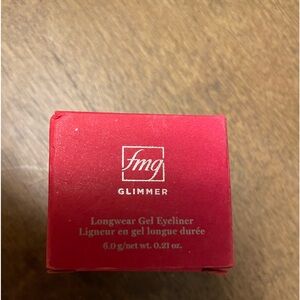 fmg
GLIMMER
Longwear Gel Eyeliner
Ligneur en gel longue durée
6.0 g/net wt. 0.21 oz.